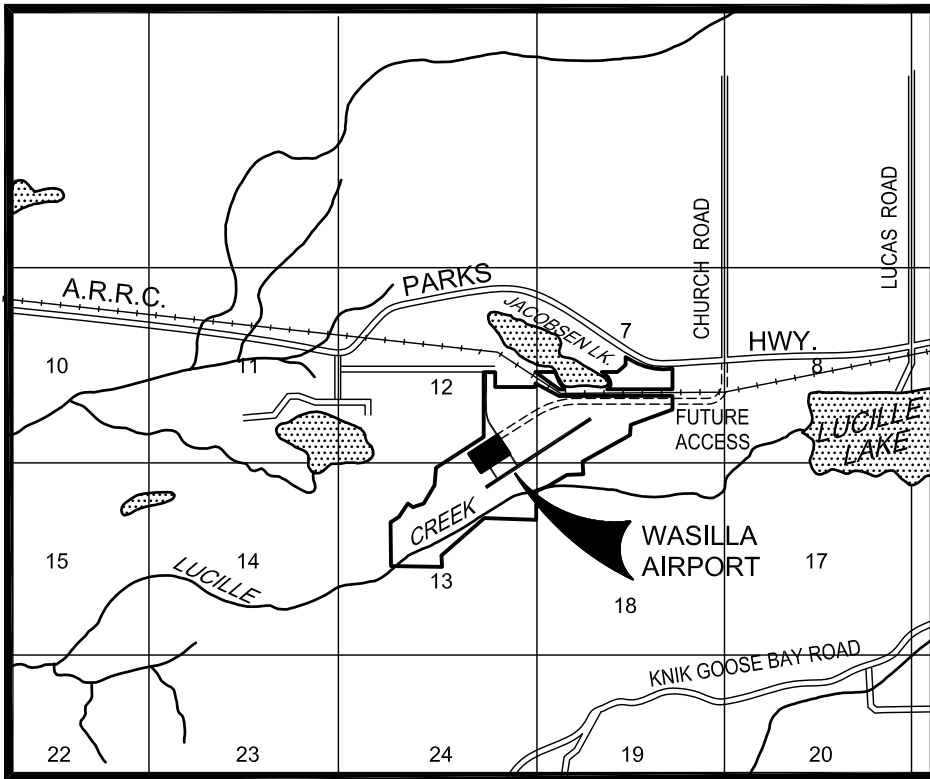 CHURCH ROAD
LUCAS ROAD
A.R.R.C.
PARKS
JACOBSEN LK.
7
HWY.
10
11
12
8
FUTURE
ACCESS
LUCILLE
LAKE
CREEK
WASILLA
AIRPORT
15
14
LUCILLE
13
17
18
KNIK GOOSE BAY ROAD
22
23
24
19
20